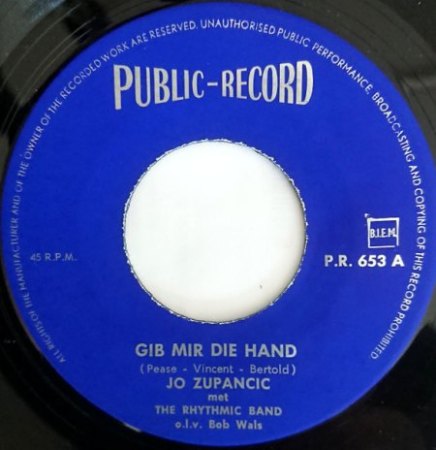 ALL RIGHTS OF THE MANUFACTURER AND OF THE OWNER OF THE RECORDED WORK ARE RESERVED. UNAUTHORISED PUBLIC PERFORMANCE, BROADCASTING AND COPYING OF THIS RECORD PROHIBITED
PUBLIC-RECORD
B.I.E.M.
45 R.P.M.
P.R. 653 A
GIB MIR DIE HAND
(Pease - Vincent - Bertold)
JO ZUPANCIC
met
THE RHYTHMIC BAND
o.l.v. Bob Wals